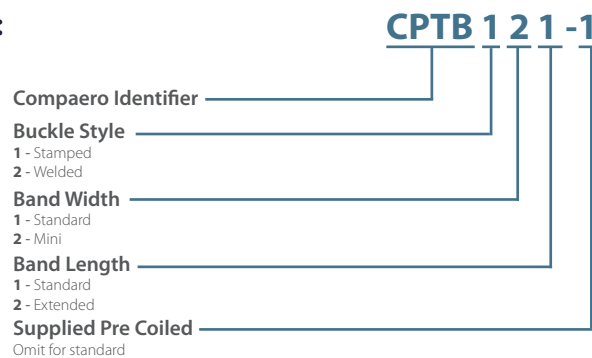 :
CPTB 1 2 1 -1
Compaero Identifier
Buckle Style
1 - Stamped
2 - Welded
Band Width
1 - Standard
2 - Mini
Band Length
1 - Standard
2 - Extended
Supplied Pre Coiled
Omit for standard